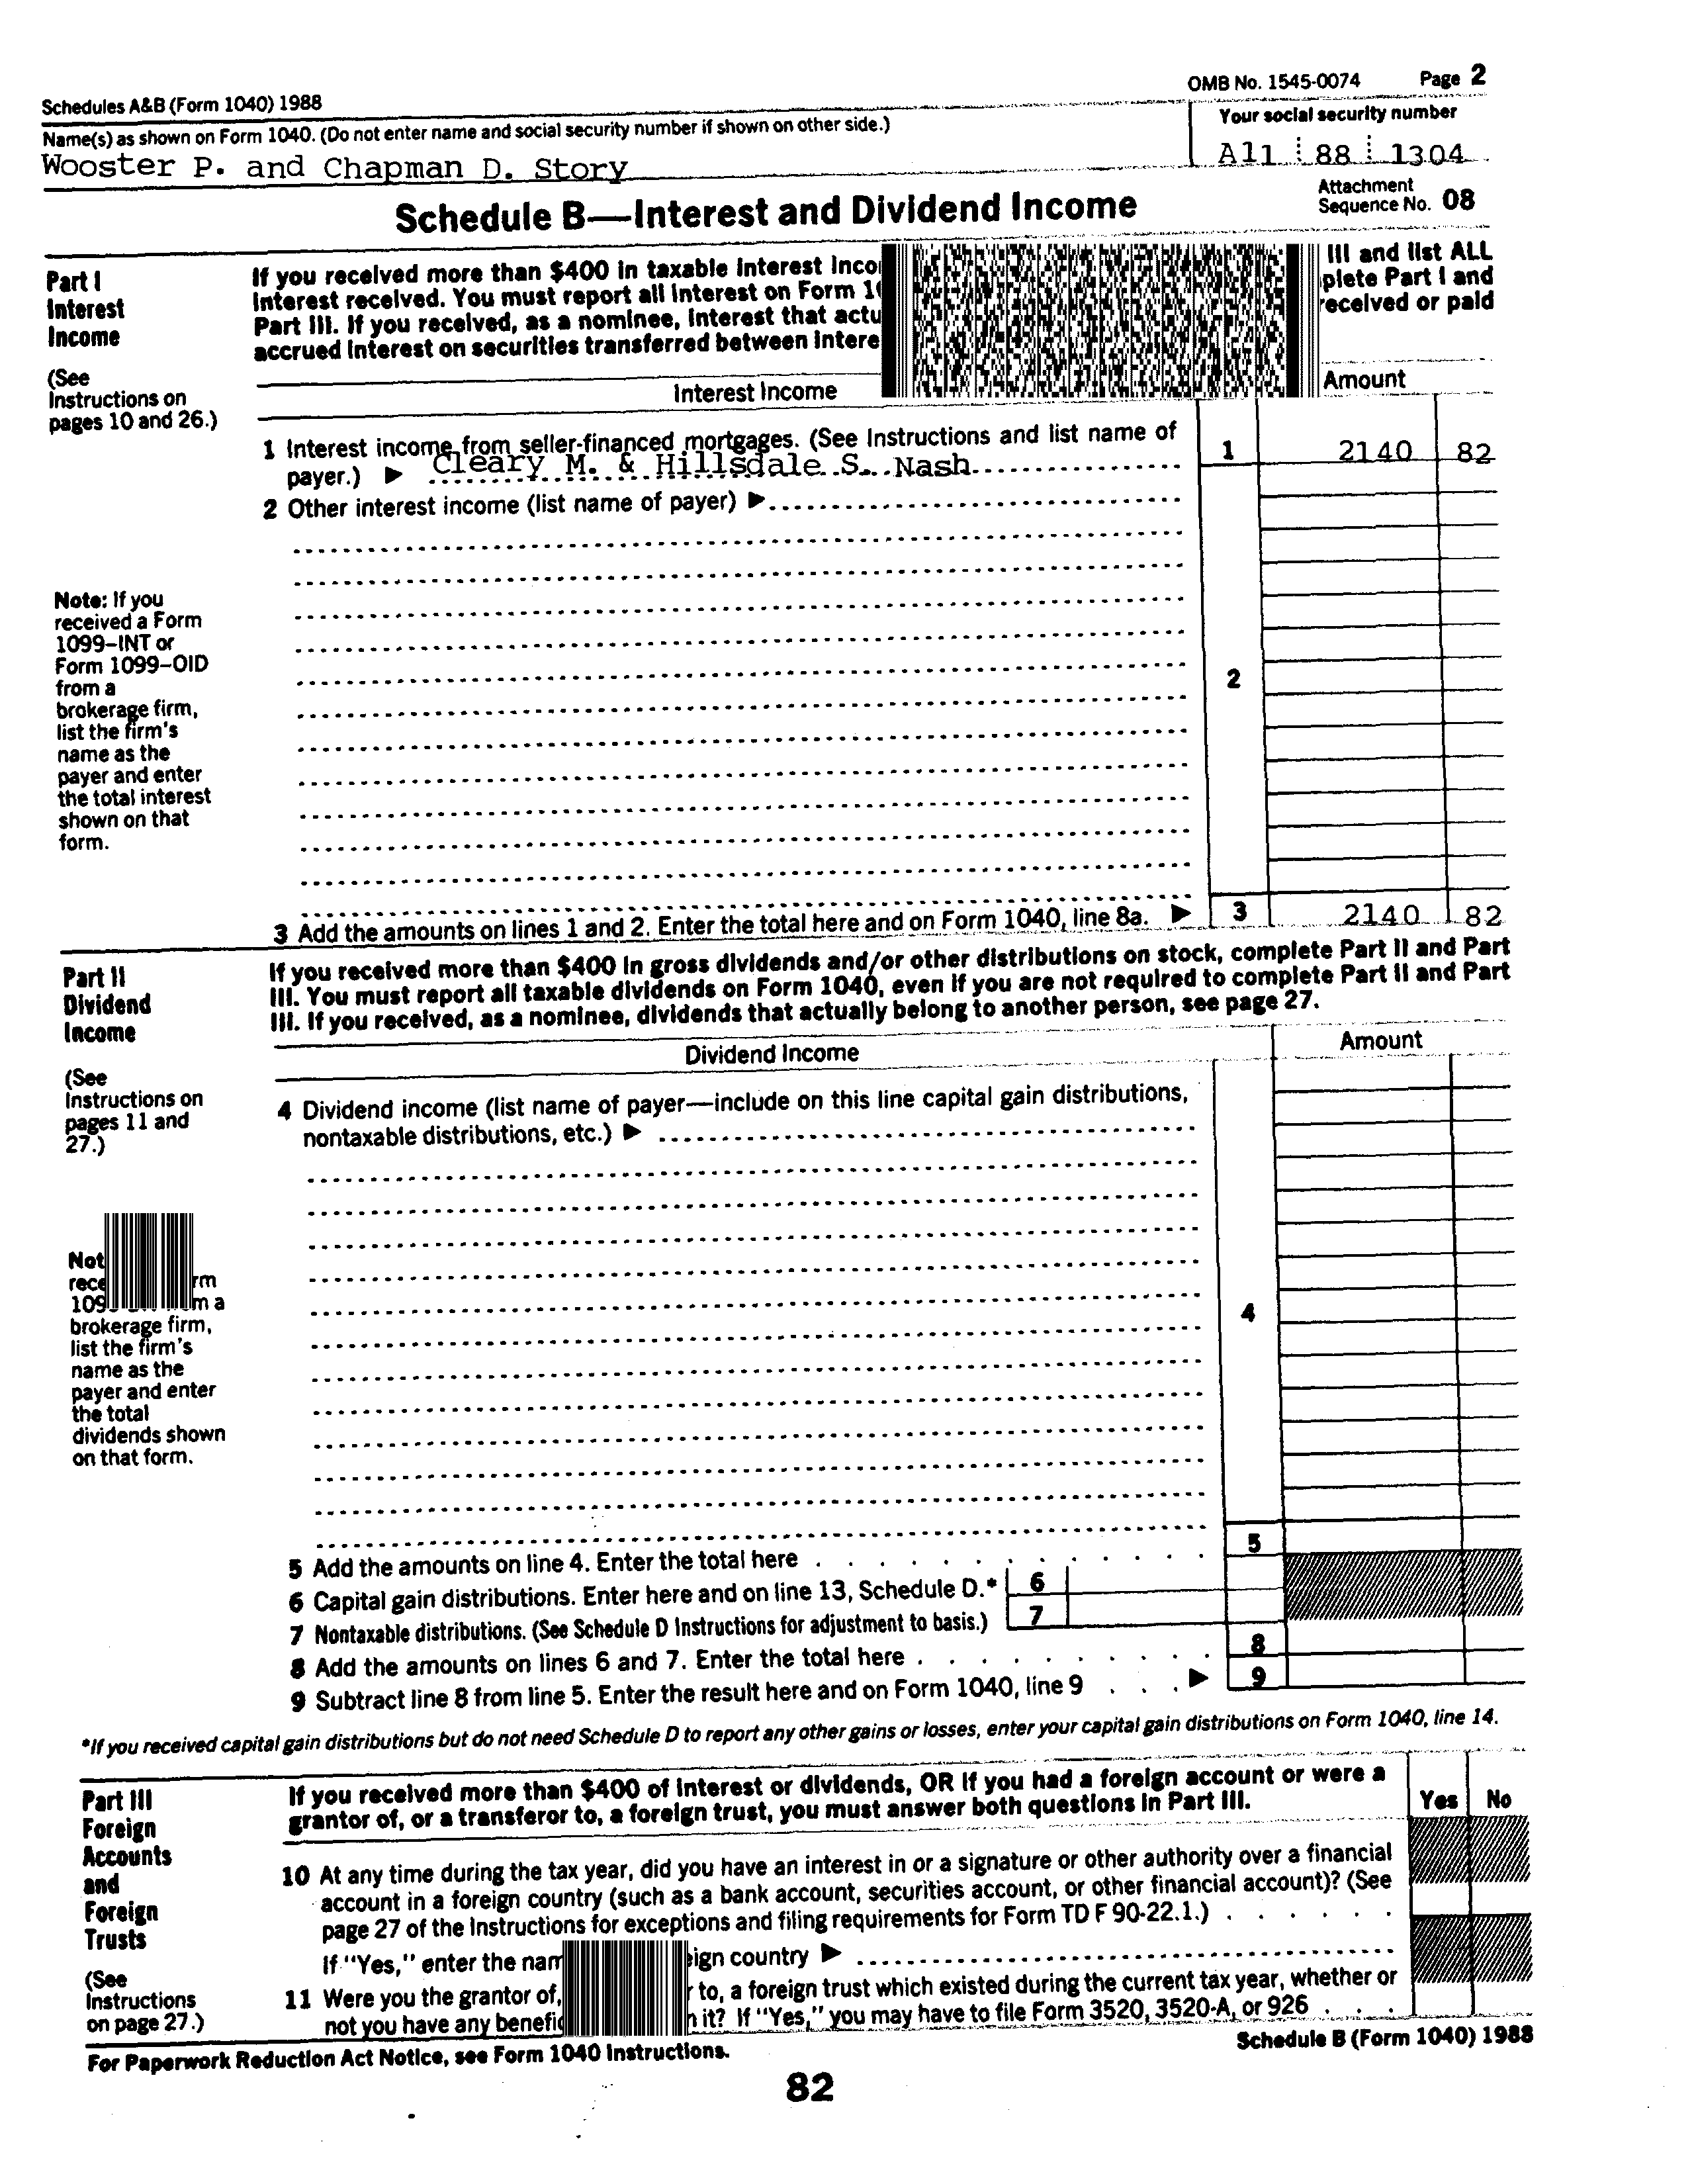 Schedules A&B (Form 1040) 1988
OMB No. 1545-0074 Page 2
Name(s) as shown on Form 1040. (Do not enter name and social security number if shown on other side.)
Your social security number
Wooster P. and Chapman D. Story
A11 88 1304
Schedule B—Interest and Dividend Income
Attachment
Sequence No. 08
Part I
Interest
Income
(See
Instructions on
pages 10 and 26.)
If you received more than $400 in taxable interest III and list ALL
Interest received. You must report all interest on Form plete Part I and
Part III. If you received, as a nominee, interest that received or paid
accrued interest on securities transferred between
Interest Income
Amount
1 Interest income from seller-financed mortgages. (See Instructions and list name of
payer.) ▶ Cleary M. & Hillsdale S. Nash
1 2140 82
2 Other interest income (list name of payer) ▶
Note: If you
received a Form
1099–INT or
Form 1099–OID
from a
brokerage firm,
list the firm's
name as the
payer and enter
the total interest
shown on that
form.
2
3 Add the amounts on lines 1 and 2. Enter the total here and on Form 1040, line 8a. ▶ 3 2140 82
Part II
Dividend
Income
(See
Instructions on
pages 11 and
27.)
If you received more than $400 in gross dividends and/or other distributions on stock, complete Part II and Part
III. You must report all taxable dividends on Form 1040, even if you are not required to complete Part II and Part
III. If you received, as a nominee, dividends that actually belong to another person, see page 27.
Dividend Income
Amount
4 Dividend income (list name of payer—include on this line capital gain distributions,
nontaxable distributions, etc.) ▶
Not
rece rm
109 m a
brokerage firm,
list the firm's
name as the
payer and enter
the total
dividends shown
on that form.
4
5 Add the amounts on line 4. Enter the total here . . . 5
6 Capital gain distributions. Enter here and on line 13, Schedule D.* 6
7 Nontaxable distributions. (See Schedule D Instructions for adjustment to basis.) 7
8 Add the amounts on lines 6 and 7. Enter the total here . . . 8
9 Subtract line 8 from line 5. Enter the result here and on Form 1040, line 9 . . . ▶ 9
*If you received capital gain distributions but do not need Schedule D to report any other gains or losses, enter your capital gain distributions on Form 1040, line 14.
Part III
Foreign
Accounts
and
Foreign
Trusts
(See
Instructions
on page 27.)
If you received more than $400 of interest or dividends, OR if you had a foreign account or were a
grantor of, or a transferor to, a foreign trust, you must answer both questions in Part III.
Yes No
10 At any time during the tax year, did you have an interest in or a signature or other authority over a financial
account in a foreign country (such as a bank account, securities account, or other financial account)? (See
page 27 of the Instructions for exceptions and filing requirements for Form TD F 90-22.1.) . . . . . .
If "Yes," enter the nam eign country ▶
11 Were you the grantor of, r to, a foreign trust which existed during the current tax year, whether or
not you have any benefic n it? If "Yes," you may have to file Form 3520, 3520-A, or 926 . . .
For Paperwork Reduction Act Notice, see Form 1040 Instructions.
Schedule B (Form 1040) 1988
82